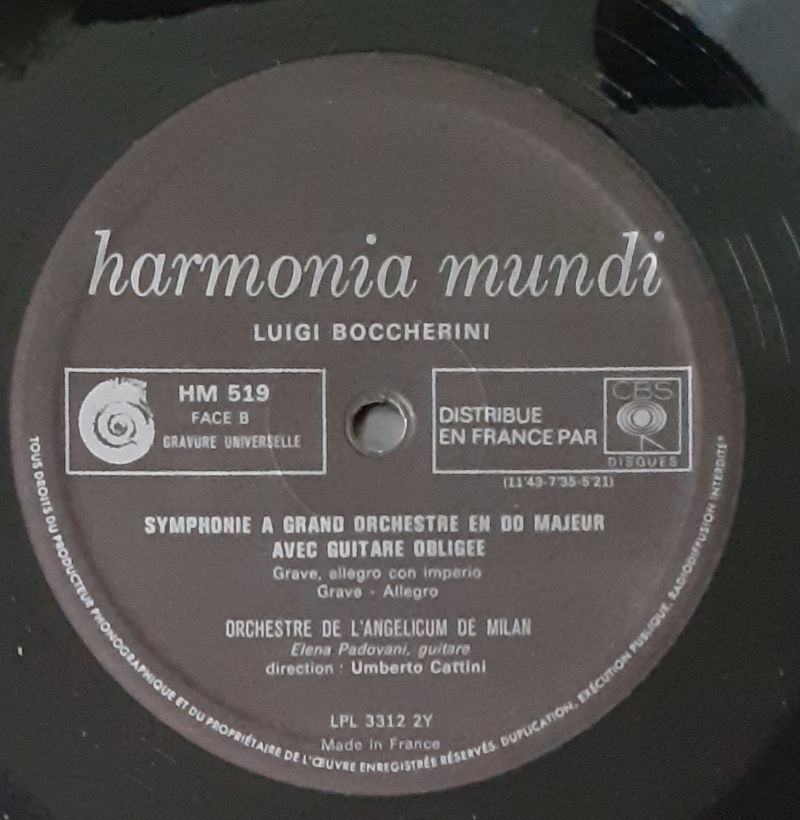 harmonia mundi
LUIGI BOCCHERINI
HM 519
FACE B
GRAVURE UNIVERSELLE
DISTRIBUE
EN FRANCE PAR
CBS
DISQUES
(11'43-7'35-5'21)
SYMPHONIE A GRAND ORCHESTRE EN DO MAJEUR
AVEC GUITARE OBLIGEE
Grave, allegro con imperio
Grave - Allegro
ORCHESTRE DE L'ANGELICUM DE MILAN
Elena Padovani, guitare
direction : Umberto Cattini
LPL 3312 2Y
Made in France
TOUS DROITS DU PRODUCTEUR PHONOGRAPHIQUE ET DU PROPRIÉTAIRE DE L'ŒUVRE ENREGISTRÉE RÉSERVÉS. DUPLICATION, EXÉCUTION PUBLIQUE, RADIODIFFUSION INTERDITE